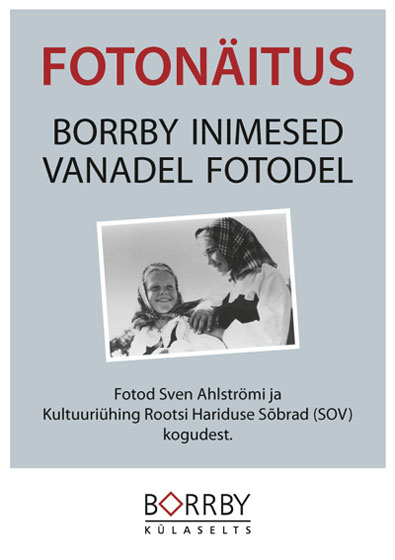 FOTONÄITUS
BORRBY INIMESED
VANADEL FOTODEL
Fotod Sven Ahlströmi ja
Kultuuriühing Rootsi Hariduse Sõbrad (SOV)
kogudest.
BORRBY
KÜLASELTS